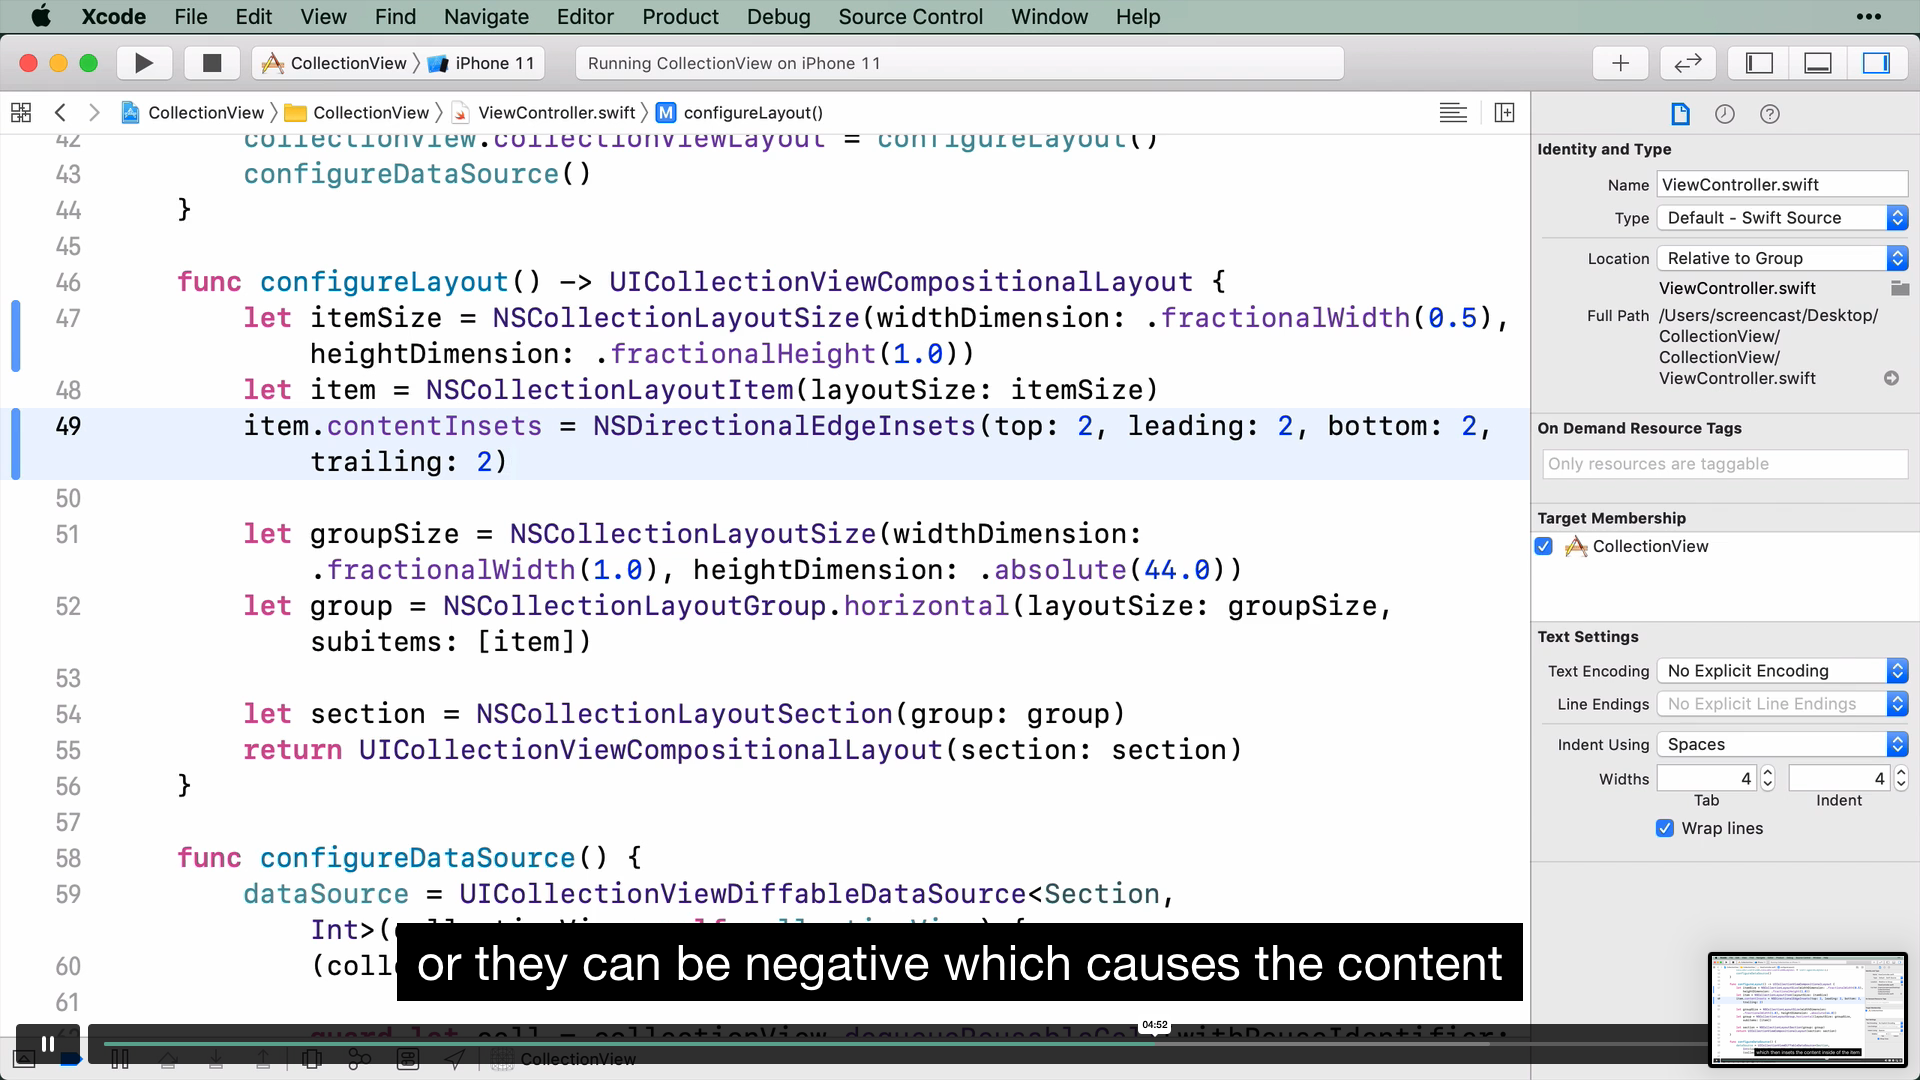 Xcode File Edit View Find Navigate Editor Product Debug Source Control Window Help •••
CollectionView 〉 iPhone 11
Running CollectionView on iPhone 11
CollectionView 〉 CollectionView 〉 ViewController.swift 〉 M configureLayout()
42 collectionView.collectionViewLayout = configureLayout()
43 configureDataSource()
44 }
45
46 func configureLayout() -> UICollectionViewCompositionalLayout {
47 let itemSize = NSCollectionLayoutSize(widthDimension: .fractionalWidth(0.5),
heightDimension: .fractionalHeight(1.0))
48 let item = NSCollectionLayoutItem(layoutSize: itemSize)
49 item.contentInsets = NSDirectionalEdgeInsets(top: 2, leading: 2, bottom: 2,
trailing: 2)
50
51 let groupSize = NSCollectionLayoutSize(widthDimension:
.fractionalWidth(1.0), heightDimension: .absolute(44.0))
52 let group = NSCollectionLayoutGroup.horizontal(layoutSize: groupSize,
subitems: [item])
53
54 let section = NSCollectionLayoutSection(group: group)
55 return UICollectionViewCompositionalLayout(section: section)
56 }
57
58 func configureDataSource() {
59 dataSource = UICollectionViewDiffableDataSource<Section,
Int>(
60 (coll
61
or they can be negative which causes the content
04:52
CollectionView
Identity and Type
Name ViewController.swift
Type Default - Swift Source
Location Relative to Group
ViewController.swift
Full Path /Users/screencast/Desktop/
CollectionView/
CollectionView/
ViewController.swift
On Demand Resource Tags
Only resources are taggable
Target Membership
CollectionView
Text Settings
Text Encoding No Explicit Encoding
Line Endings No Explicit Line Endings
Indent Using Spaces
Widths 4 4
Tab Indent
Wrap lines
which then insets the content inside of the item